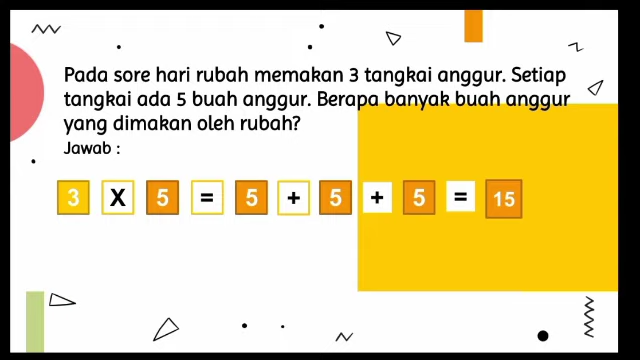 Pada sore hari rubah memakan 3 tangkai anggur. Setiap
tangkai ada 5 buah anggur. Berapa banyak buah anggur
yang dimakan oleh rubah?
Jawab :
3 X 5 = 5 + 5 + 5 = 15